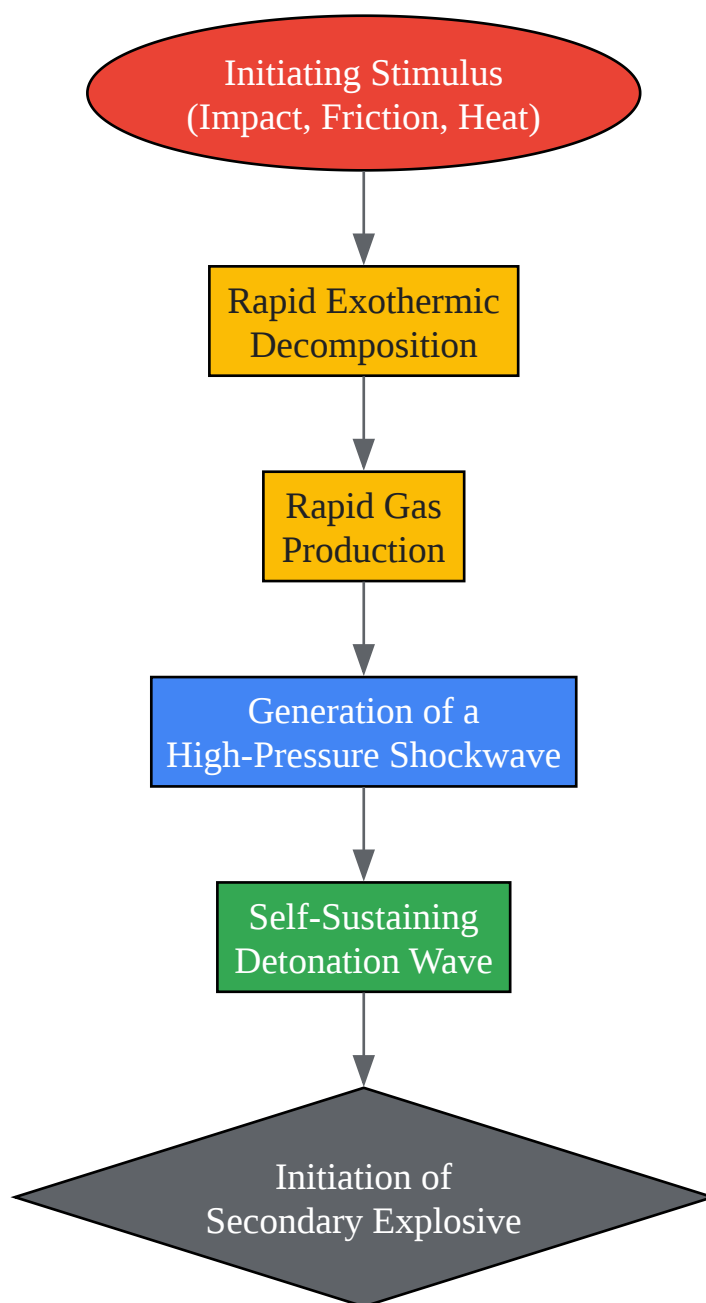 Initiating Stimulus
(Impact, Friction, Heat)
Rapid Exothermic
Decomposition
Rapid Gas
Production
Generation of a
High-Pressure Shockwave
Self-Sustaining
Detonation Wave
Initiation of
Secondary Explosive